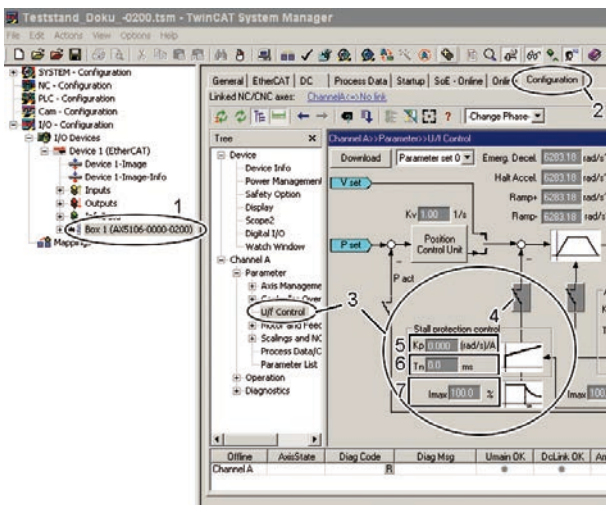 Teststand_Doku_-0200.tsm - TwinCAT System Manager
File Edit Actions View Options Help
SYSTEM - Configuration
NC - Configuration
PLC - Configuration
Cam - Configuration
I/O - Configuration
I/O Devices
Device 1 (EtherCAT)
Device 1-Image
Device 1-Image-Info
Inputs
Outputs
1
Box 1 (AX5106-0000-0200)
Mappings
General EtherCAT DC Process Data Startup SoE - Online Online Configuration
2
Linked NC/CNC axes: ChannelA<=>No link
Change Phase-
Tree x
Device
Device Info
Power Management
Safety Option
Display
Scope2
Digital I/O
Watch Window
Channel A
Parameter
Axis Manageme
U/f Control
Motor and Feed
Scalings and NC
Process Data/C
Parameter List
Operation
Diagnostics
3
Channel A>>Parameter>>U/f Control
Download Parameter set 0 Emerg. Decel. 6283.18 rad/s²
Halt Accel. 6283.18 rad/s²
V set
Ramp+ 6283.18 rad/s²
Kv 1.00 1/s Ramp- 6283.18 rad/s²
P set
Position
Control Unit
P act
4
Stall protection control
5 Kp 0.000 (rad/s)/A
6 Tn 0.0 ms
7 Imax 100.0 %
Imax 100.
Offline AxisState Diag Code Diag Msg Umain OK DcLink OK
Channel A R